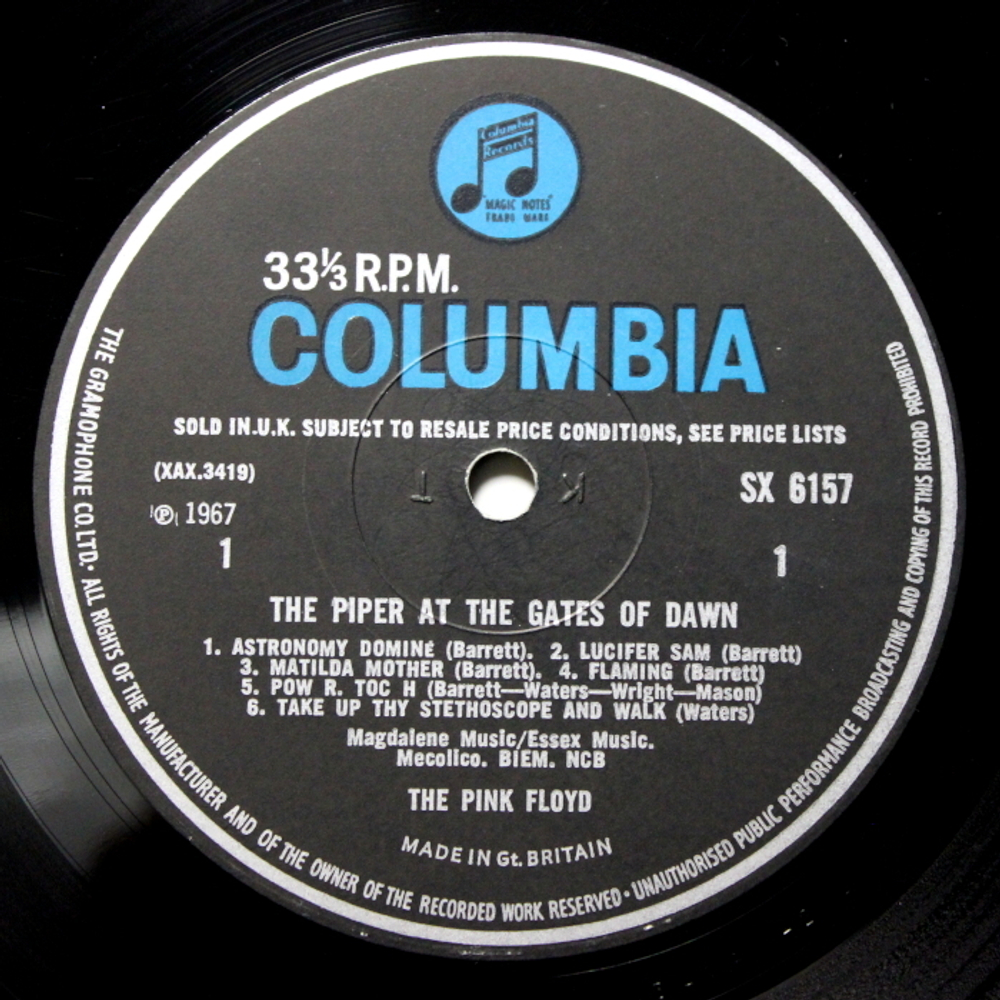 Columbia
Records
"MAGIC NOTES"
TRADE MARK
33⅓ R.P.M.
COLUMBIA
SOLD IN.U.K. SUBJECT TO RESALE PRICE CONDITIONS, SEE PRICE LISTS
(XAX.3419)
SX 6157
K T
℗ 1967
1
1
THE PIPER AT THE GATES OF DAWN
1. ASTRONOMY DOMINÉ (Barrett). 2. LUCIFER SAM (Barrett)
3. MATILDA MOTHER (Barrett). 4. FLAMING (Barrett)
5. POW R. TOC H (Barrett—Waters—Wright—Mason)
6. TAKE UP THY STETHOSCOPE AND WALK (Waters)
Magdalene Music/Essex Music.
Mecolico. BIEM. NCB
THE PINK FLOYD
MADE IN Gt. BRITAIN
THE GRAMOPHONE CO. LTD. · ALL RIGHTS OF THE MANUFACTURER AND OF THE OWNER OF THE RECORDED WORK RESERVED · UNAUTHORISED PUBLIC PERFORMANCE BROADCASTING AND COPYING OF THIS RECORD PROHIBITED